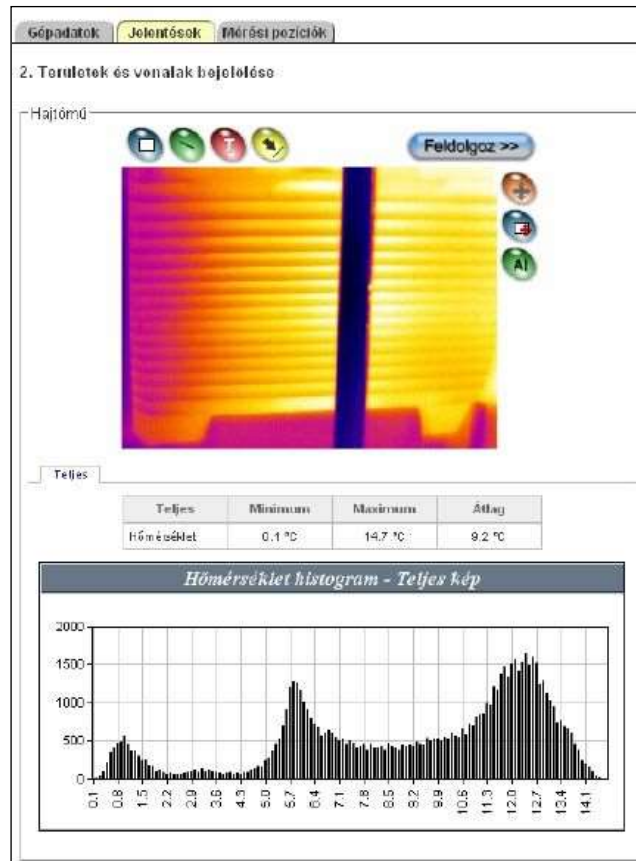 Gépadatok Jelentések Mérési pozíciók
2. Területek és vonalak bejelölése
Hajtómű
T
Feldolgoz >>
AI
Teljes
Teljes Minimum Maximum Átlag
Hőmérséklet 0.1 °C 14.7 °C 9.2 °C
Hőmérséklet histogram - Teljes kép
2000
1500
1000
500
0
0.1 0.8 1.5 2.2 2.9 3.6 4.3 5.0 5.7 6.4 7.1 7.8 8.5 9.2 9.9 10.6 11.3 12.0 12.7 13.4 14.1